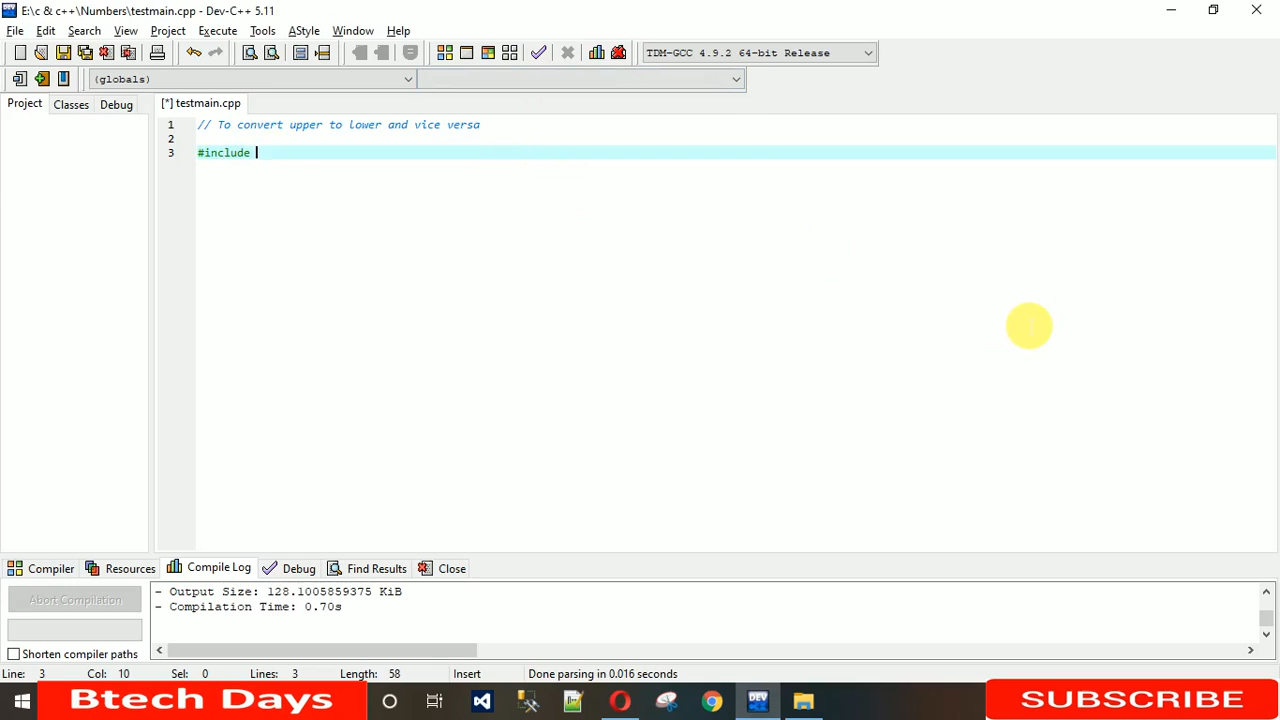 E:\c & c++\Numbers\testmain.cpp - Dev-C++ 5.11
File Edit Search View Project Execute Tools AStyle Window Help
TDM-GCC 4.9.2 64-bit Release
(globals)
Project Classes Debug [*] testmain.cpp
1 // To convert upper to lower and vice versa
2
3 #include
Compiler Resources Compile Log Debug Find Results Close
Abort Compilation
- Output Size: 128.1005859375 KiB
- Compilation Time: 0.70s
Shorten compiler paths
Line: 3 Col: 10 Sel: 0 Lines: 3 Length: 58 Insert Done parsing in 0.016 seconds
Btech Days
SUBSCRIBE